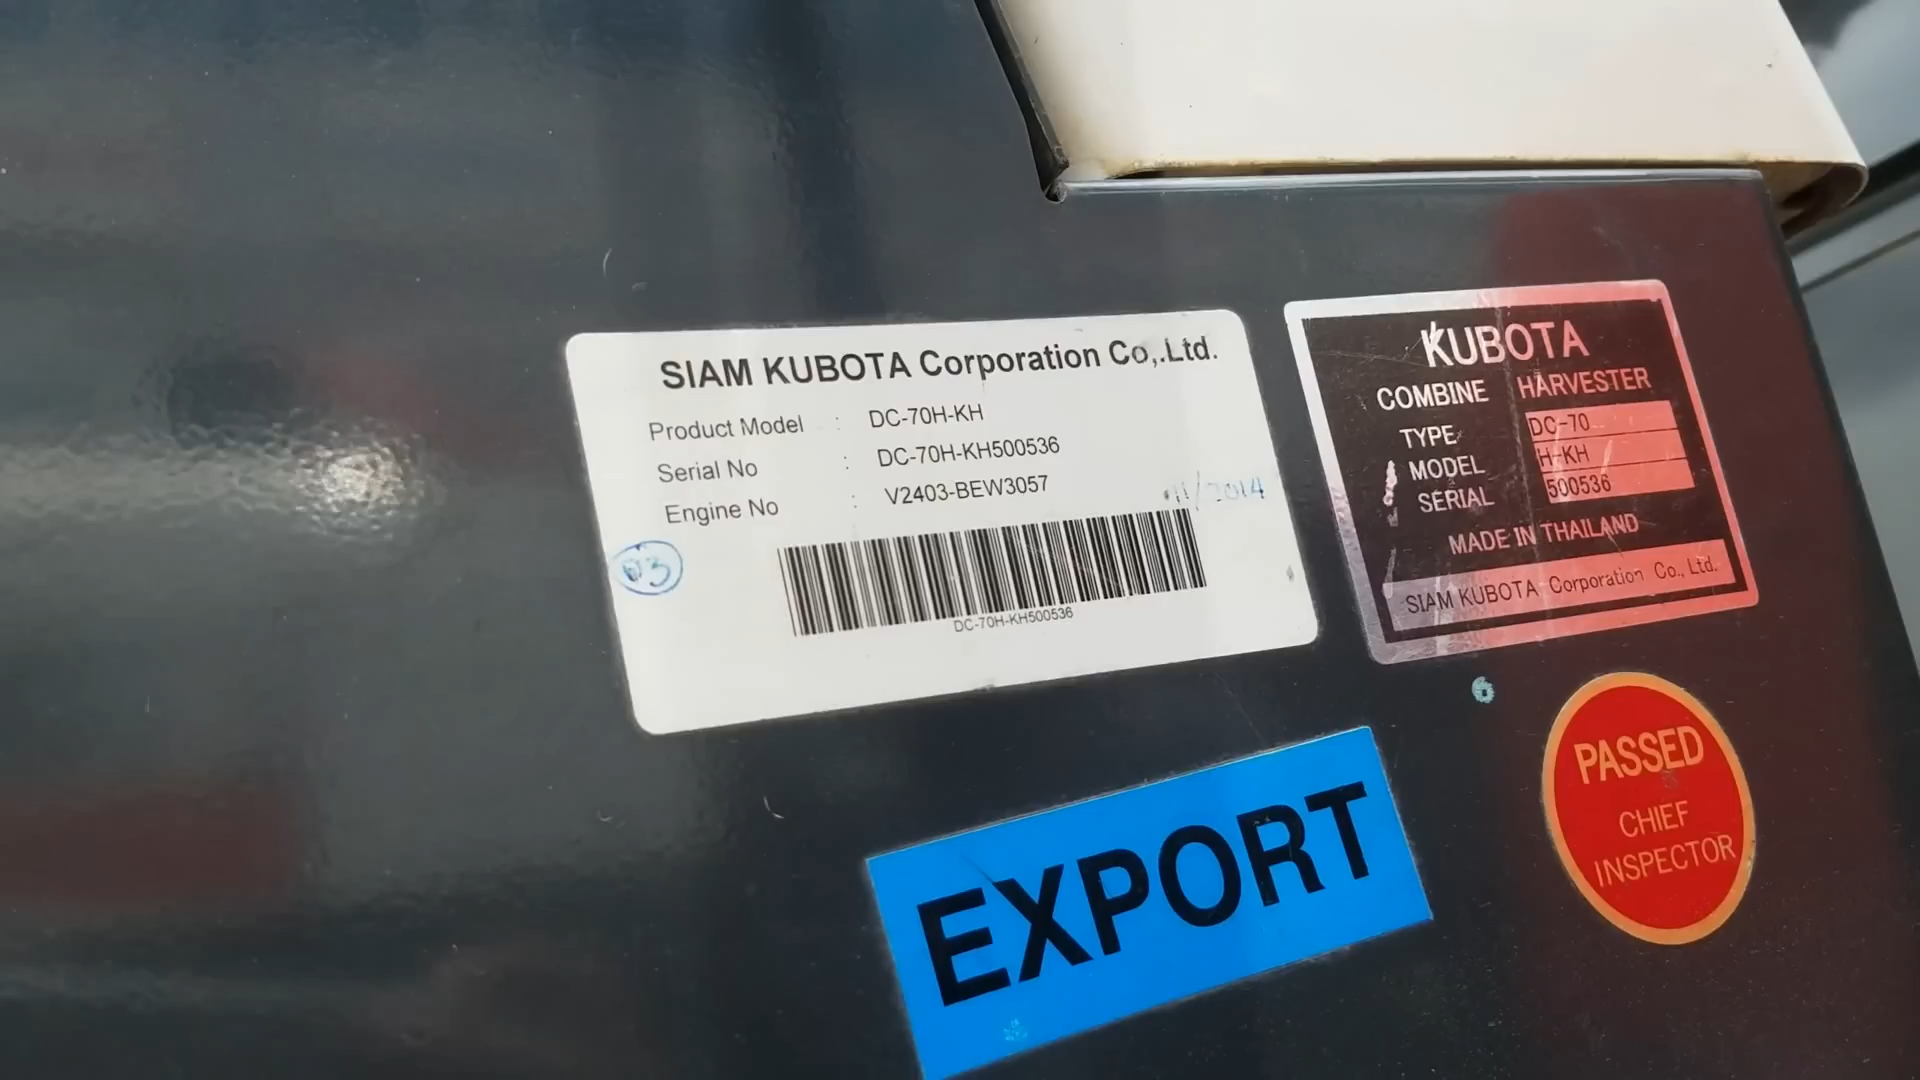 SIAM KUBOTA Corporation Co,.Ltd.
Product Model : DC-70H-KH
Serial No : DC-70H-KH500536
Engine No : V2403-BEW3057
11/2014
03
DC-70H-KH500536
KUBOTA
COMBINE HARVESTER
TYPE DC-70
MODEL H-KH
SERIAL 500536
MADE IN THAILAND
SIAM KUBOTA Corporation Co., Ltd.
6
EXPORT
PASSED
CHIEF
INSPECTOR